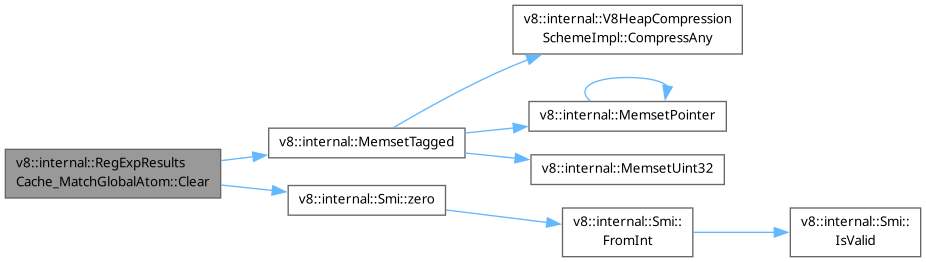 v8::internal::RegExpResults
Cache_MatchGlobalAtom::Clear
v8::internal::MemsetTagged
v8::internal::V8HeapCompression
SchemeImpl::CompressAny
v8::internal::MemsetPointer
v8::internal::MemsetUint32
v8::internal::Smi::zero
v8::internal::Smi::
FromInt
v8::internal::Smi::
IsValid